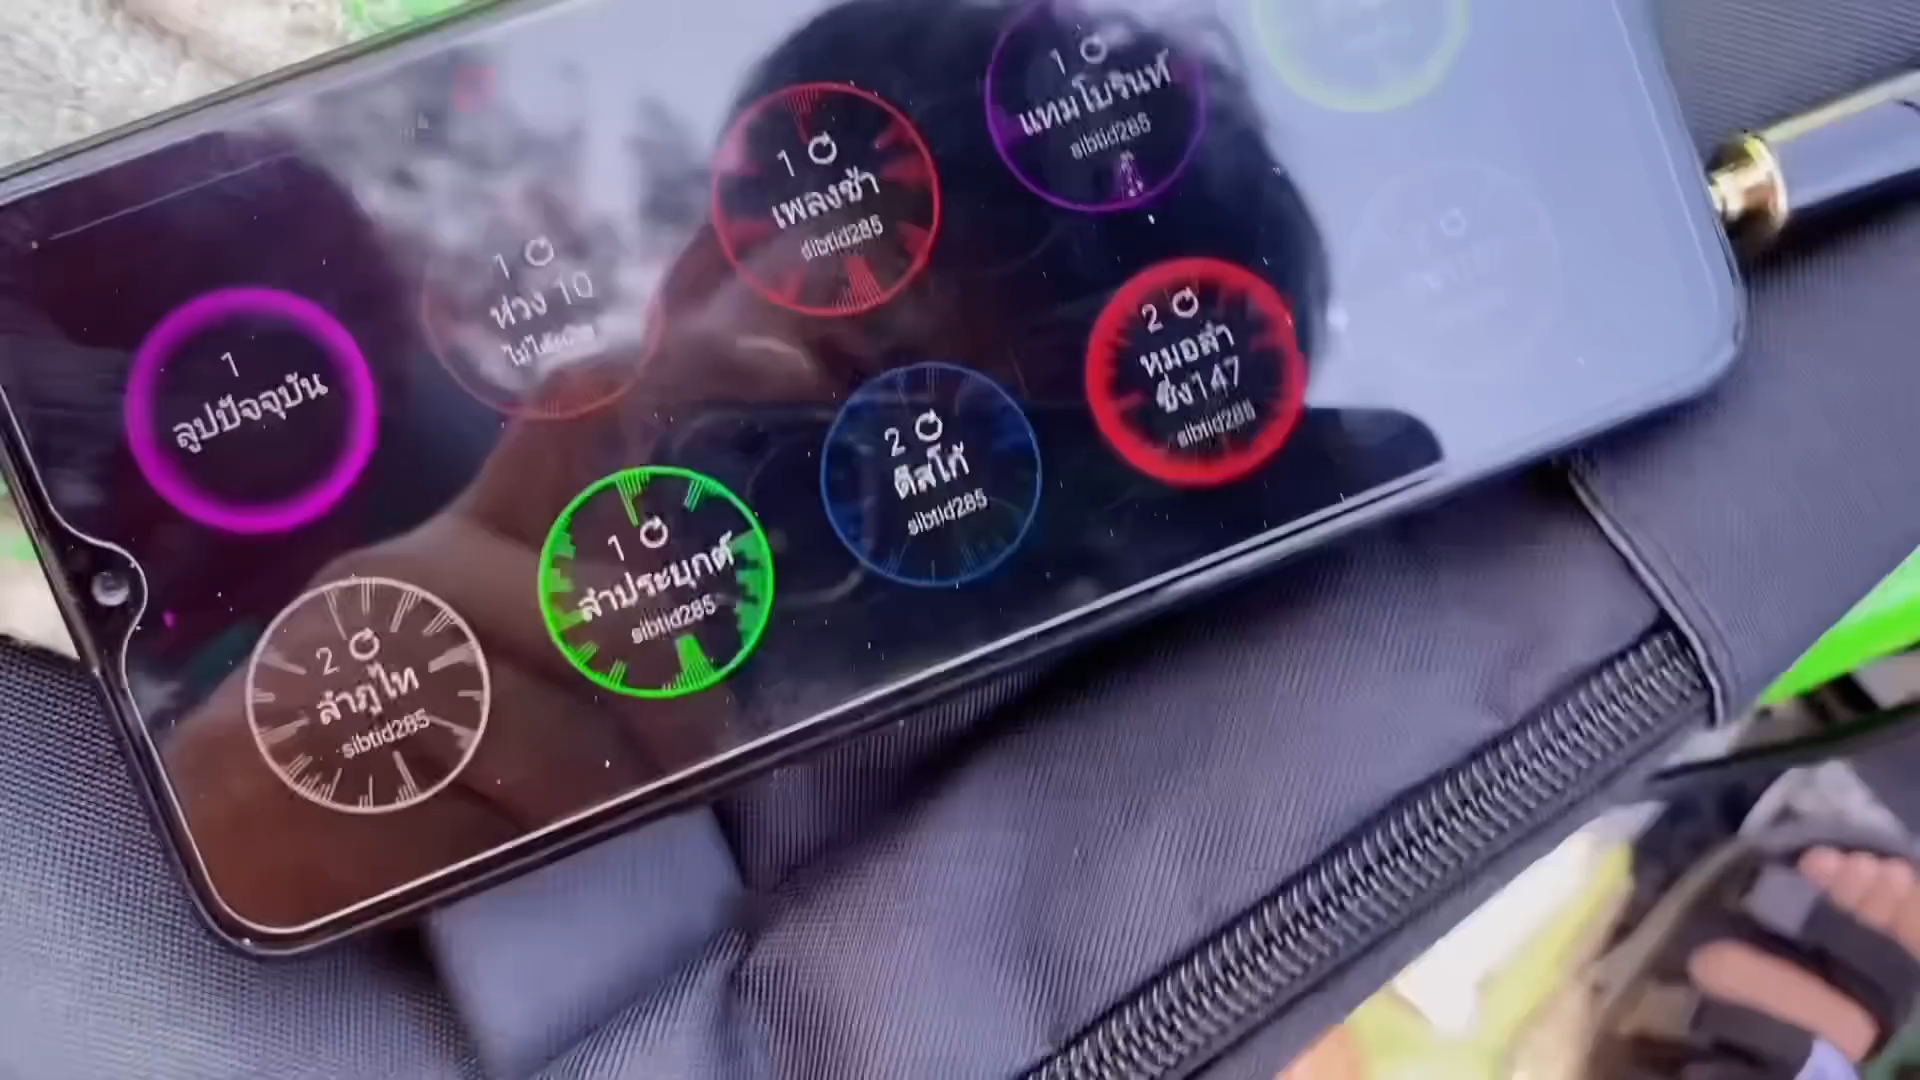 1
ลูปปัจจุบัน
1
ห่วง 10
1
เพลงช้า
sibtid285
1
แทมโบรินท์
sibtid285
2
ลำภูไท
sibtid285
1
ลำประยุกต์
sibtid285
2
ดิสโก้
sibtid285
2
หมอลำ
ซึ่ง147
sibtid285
2